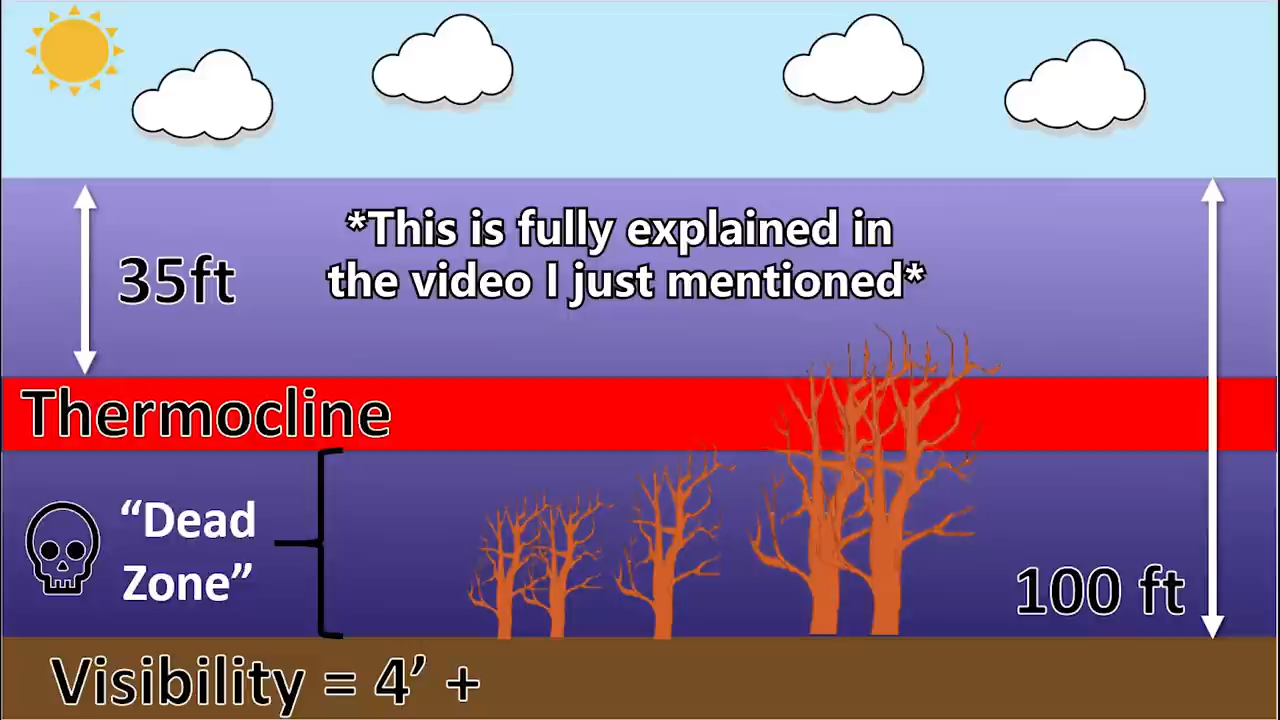 *This is fully explained in
the video I just mentioned*
35ft
Thermocline
“Dead
Zone”
100 ft
Visibility = 4’ +